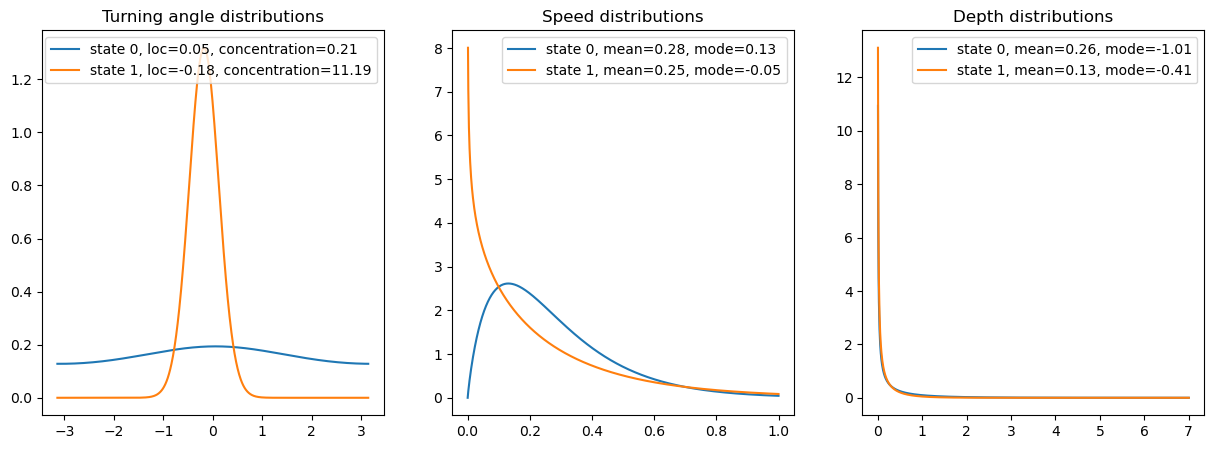 Turning angle distributions
state 0, loc=0.05, concentration=0.21
state 1, loc=-0.18, concentration=11.19
1.2
1.0
0.8
0.6
0.4
0.2
0.0
−3 −2 −1 0 1 2 3
Speed distributions
state 0, mean=0.28, mode=0.13
state 1, mean=0.25, mode=-0.05
8
7
6
5
4
3
2
1
0
0.0 0.2 0.4 0.6 0.8 1.0
Depth distributions
state 0, mean=0.26, mode=-1.01
state 1, mean=0.13, mode=-0.41
12
10
8
6
4
2
0
0 1 2 3 4 5 6 7